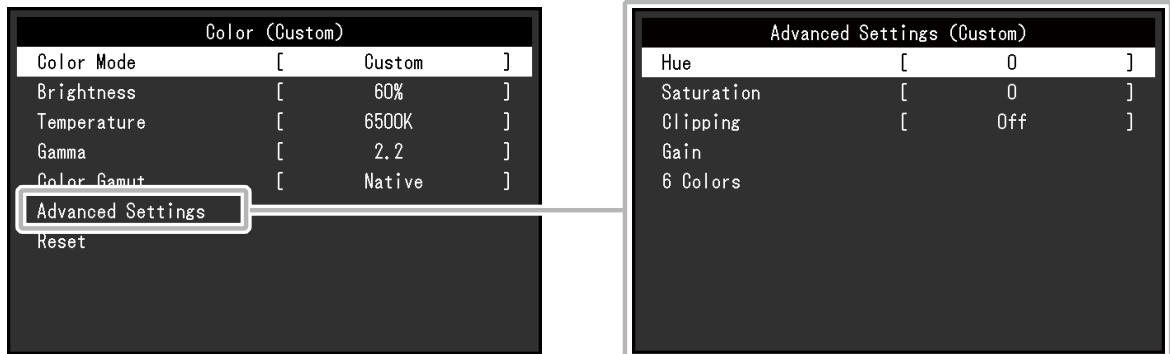 Color (Custom)
Color Mode [ Custom ]
Brightness [ 60% ]
Temperature [ 6500K ]
Gamma [ 2.2 ]
Color Gamut [ Native ]
Advanced Settings
Reset
Advanced Settings (Custom)
Hue [ 0 ]
Saturation [ 0 ]
Clipping [ Off ]
Gain
6 Colors